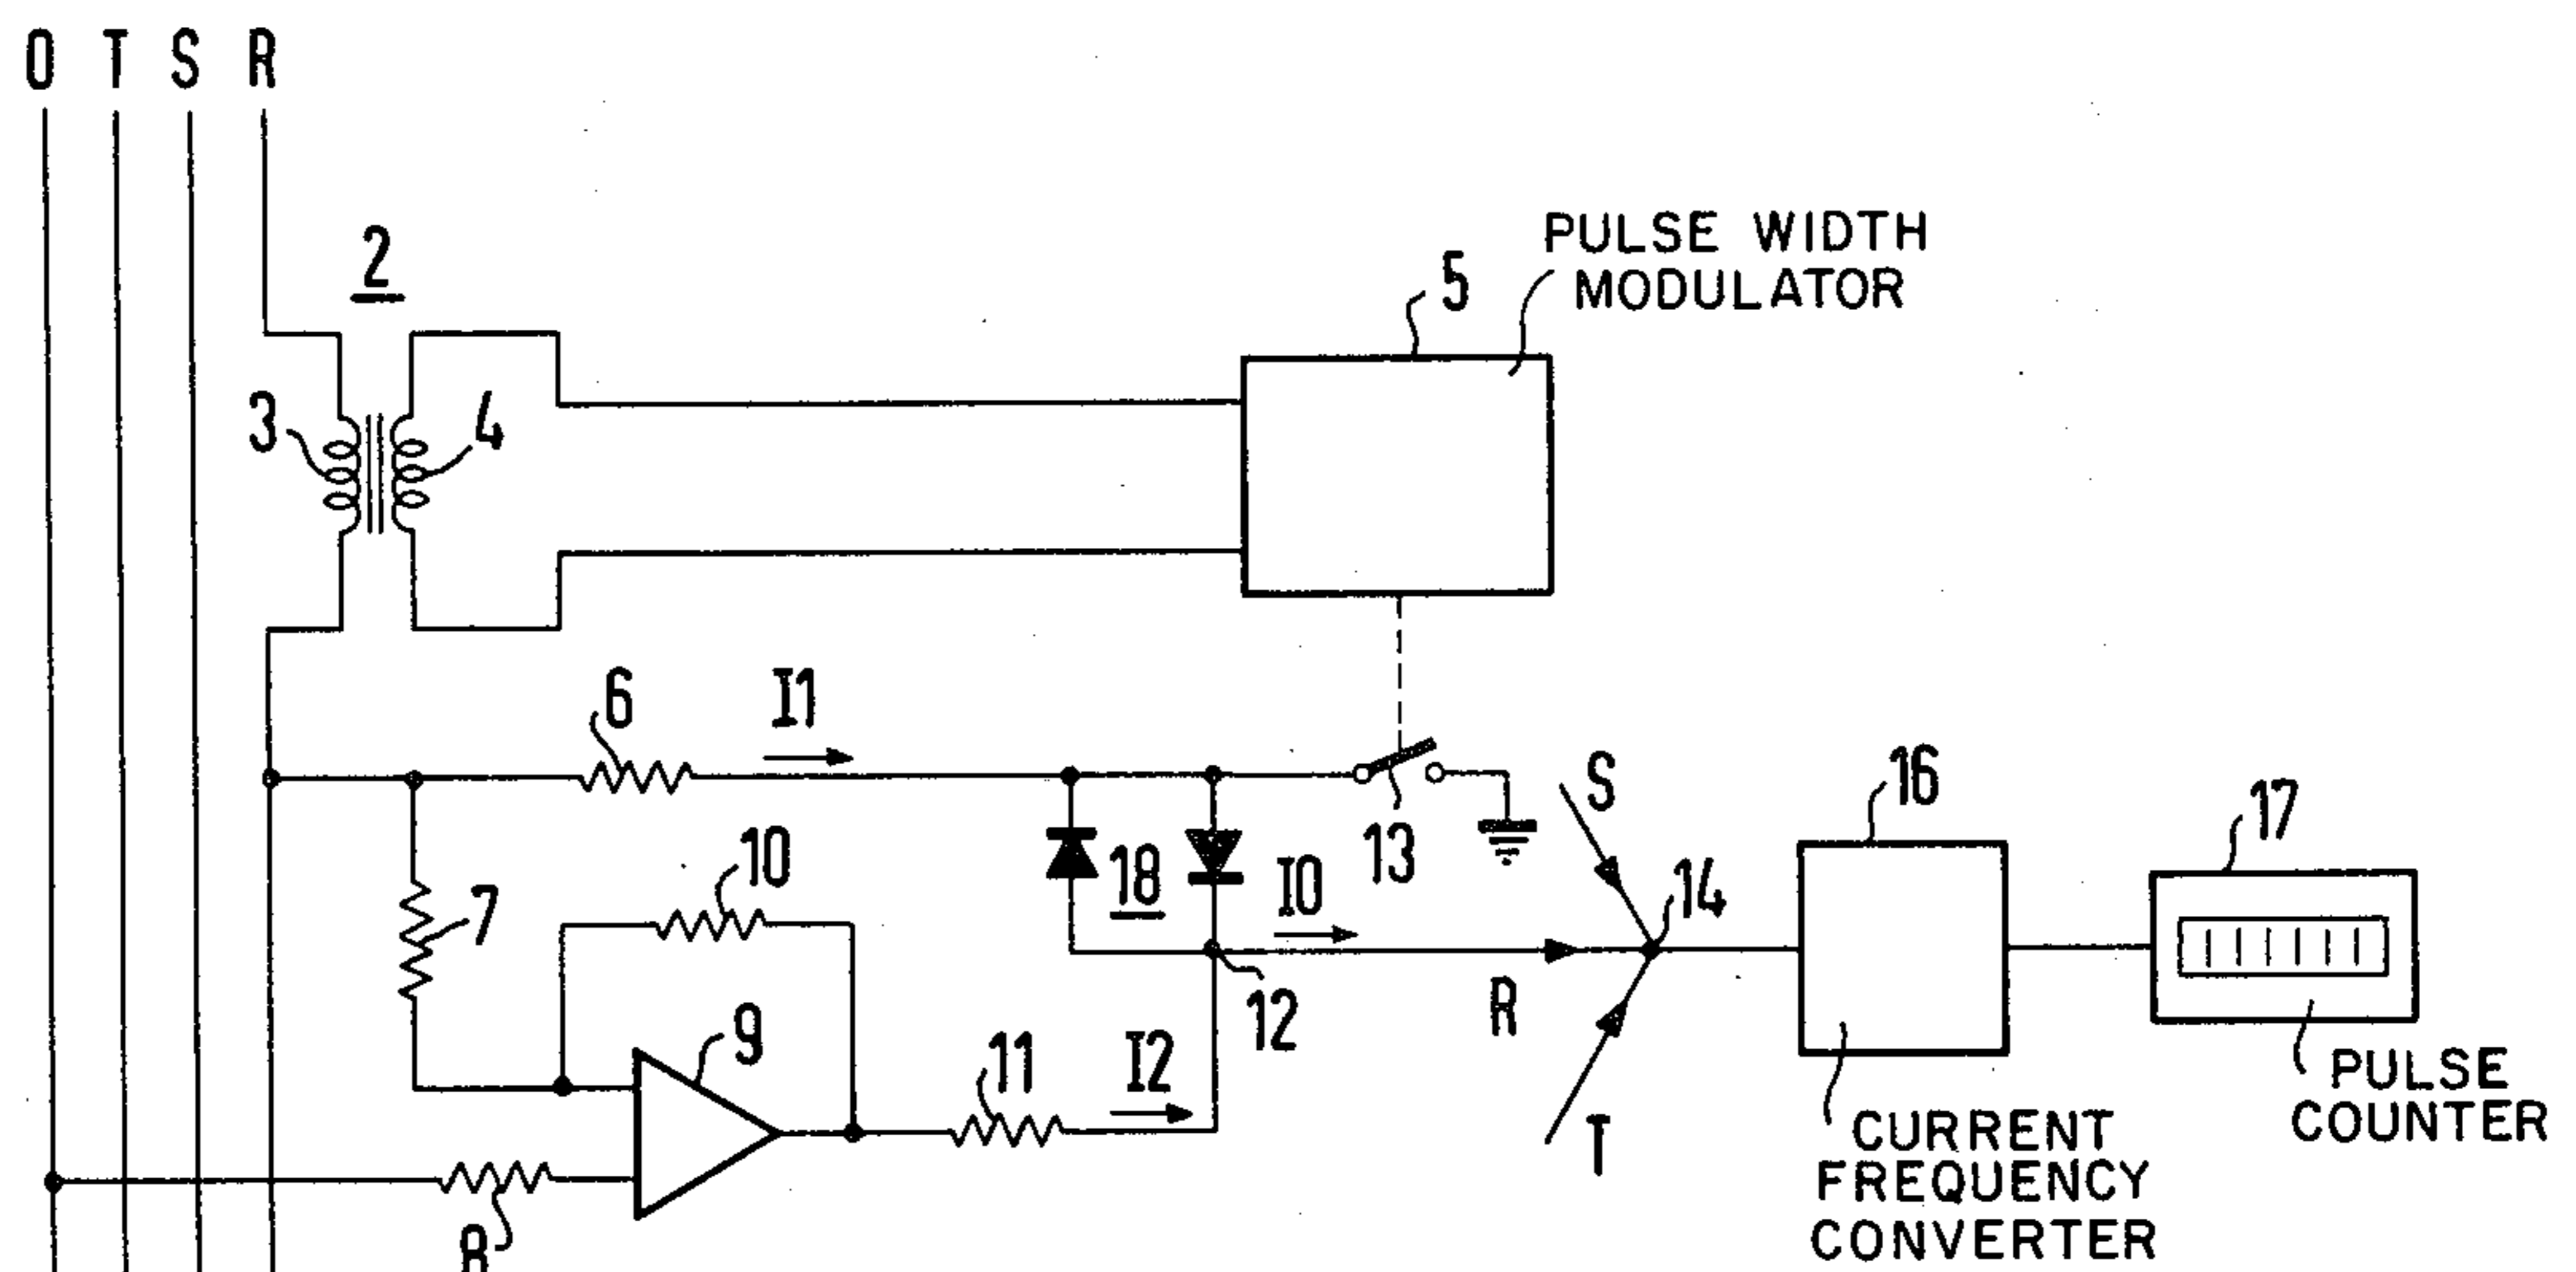 O T S R
2
PULSE WIDTH
MODULATOR
5
3
4
6
I1
10
18
13
S
16
17
7
I0
14
12
R
9
11
I2
PULSE
COUNTER
T
CURRENT
FREQUENCY
CONVERTER
8